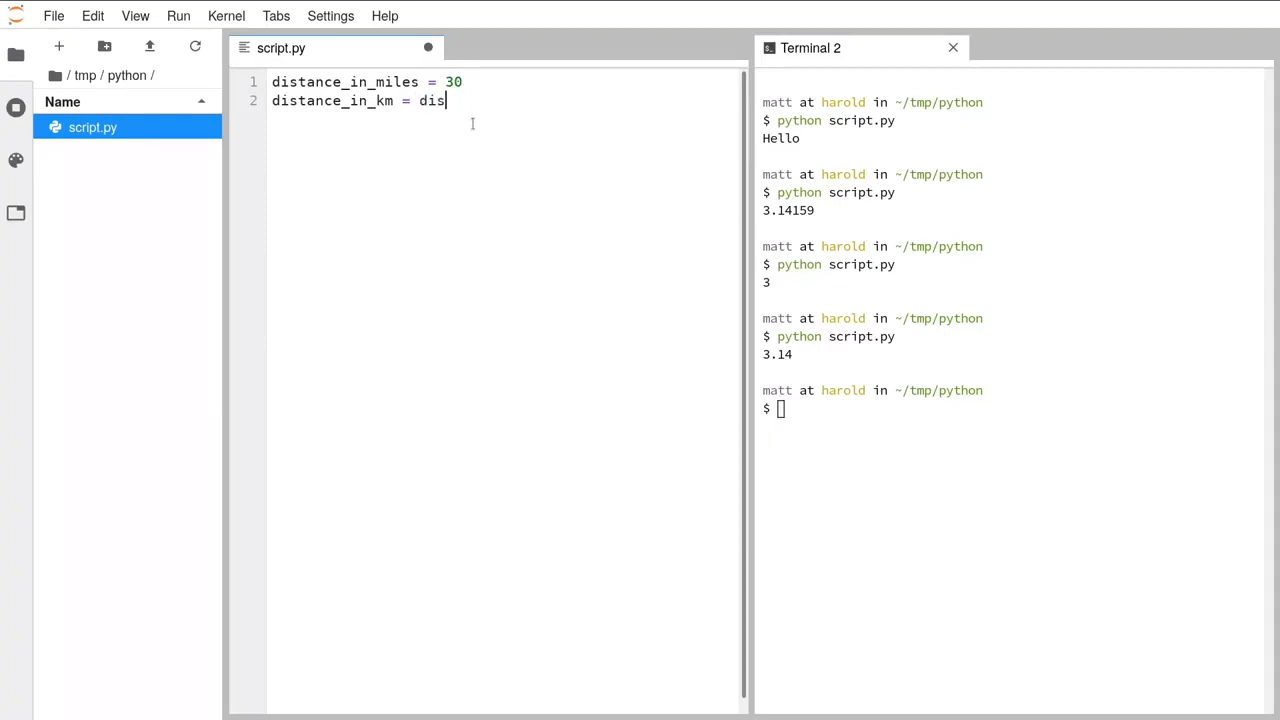 File Edit View Run Kernel Tabs Settings Help
/ tmp / python /
Name
script.py
script.py
1 distance_in_miles = 30
2 distance_in_km = dis
Terminal 2
matt at harold in ~/tmp/python
$ python script.py
Hello
matt at harold in ~/tmp/python
$ python script.py
3.14159
matt at harold in ~/tmp/python
$ python script.py
3
matt at harold in ~/tmp/python
$ python script.py
3.14
matt at harold in ~/tmp/python
$